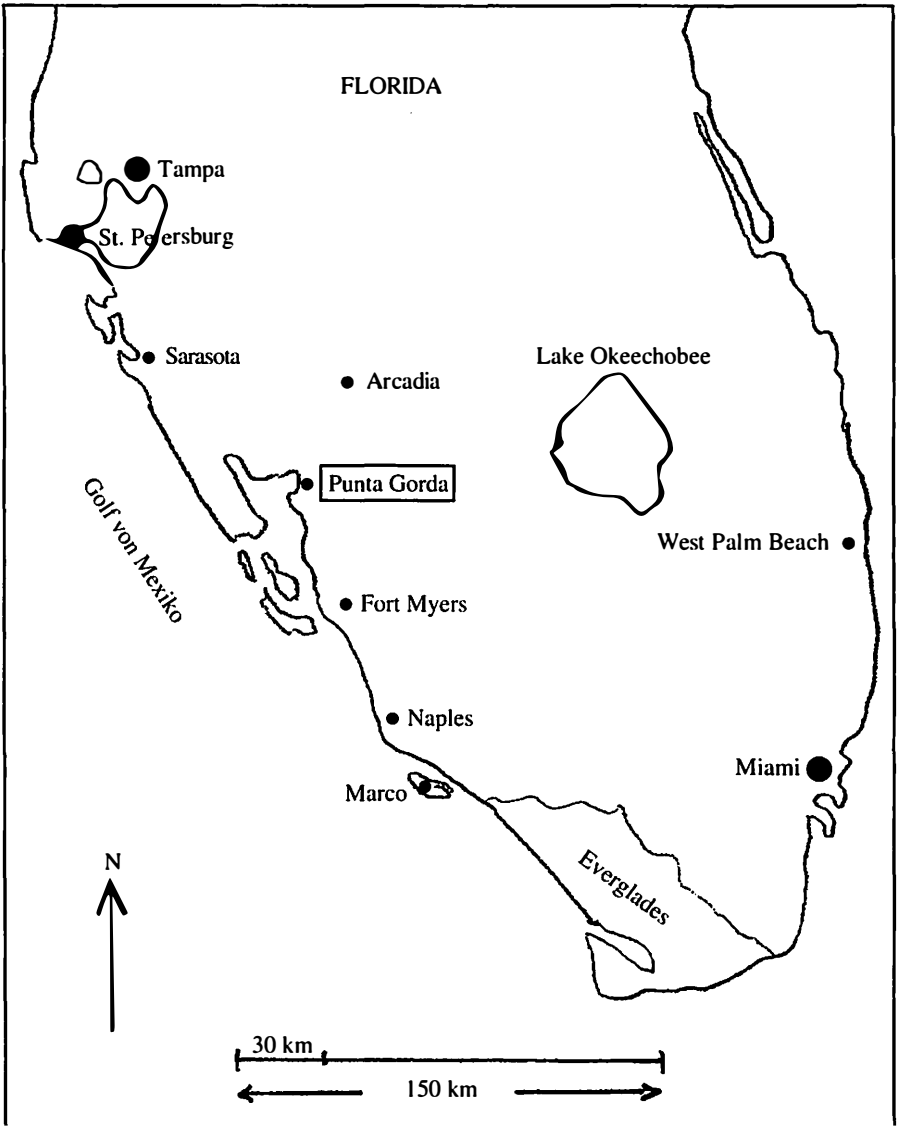 FLORIDA
Tampa
St. Petersburg
Sarasota
Arcadia
Lake Okeechobee
Punta Gorda
Golf von Mexiko
West Palm Beach
Fort Myers
Naples
Miami
Marco
Everglades
N
30 km
150 km